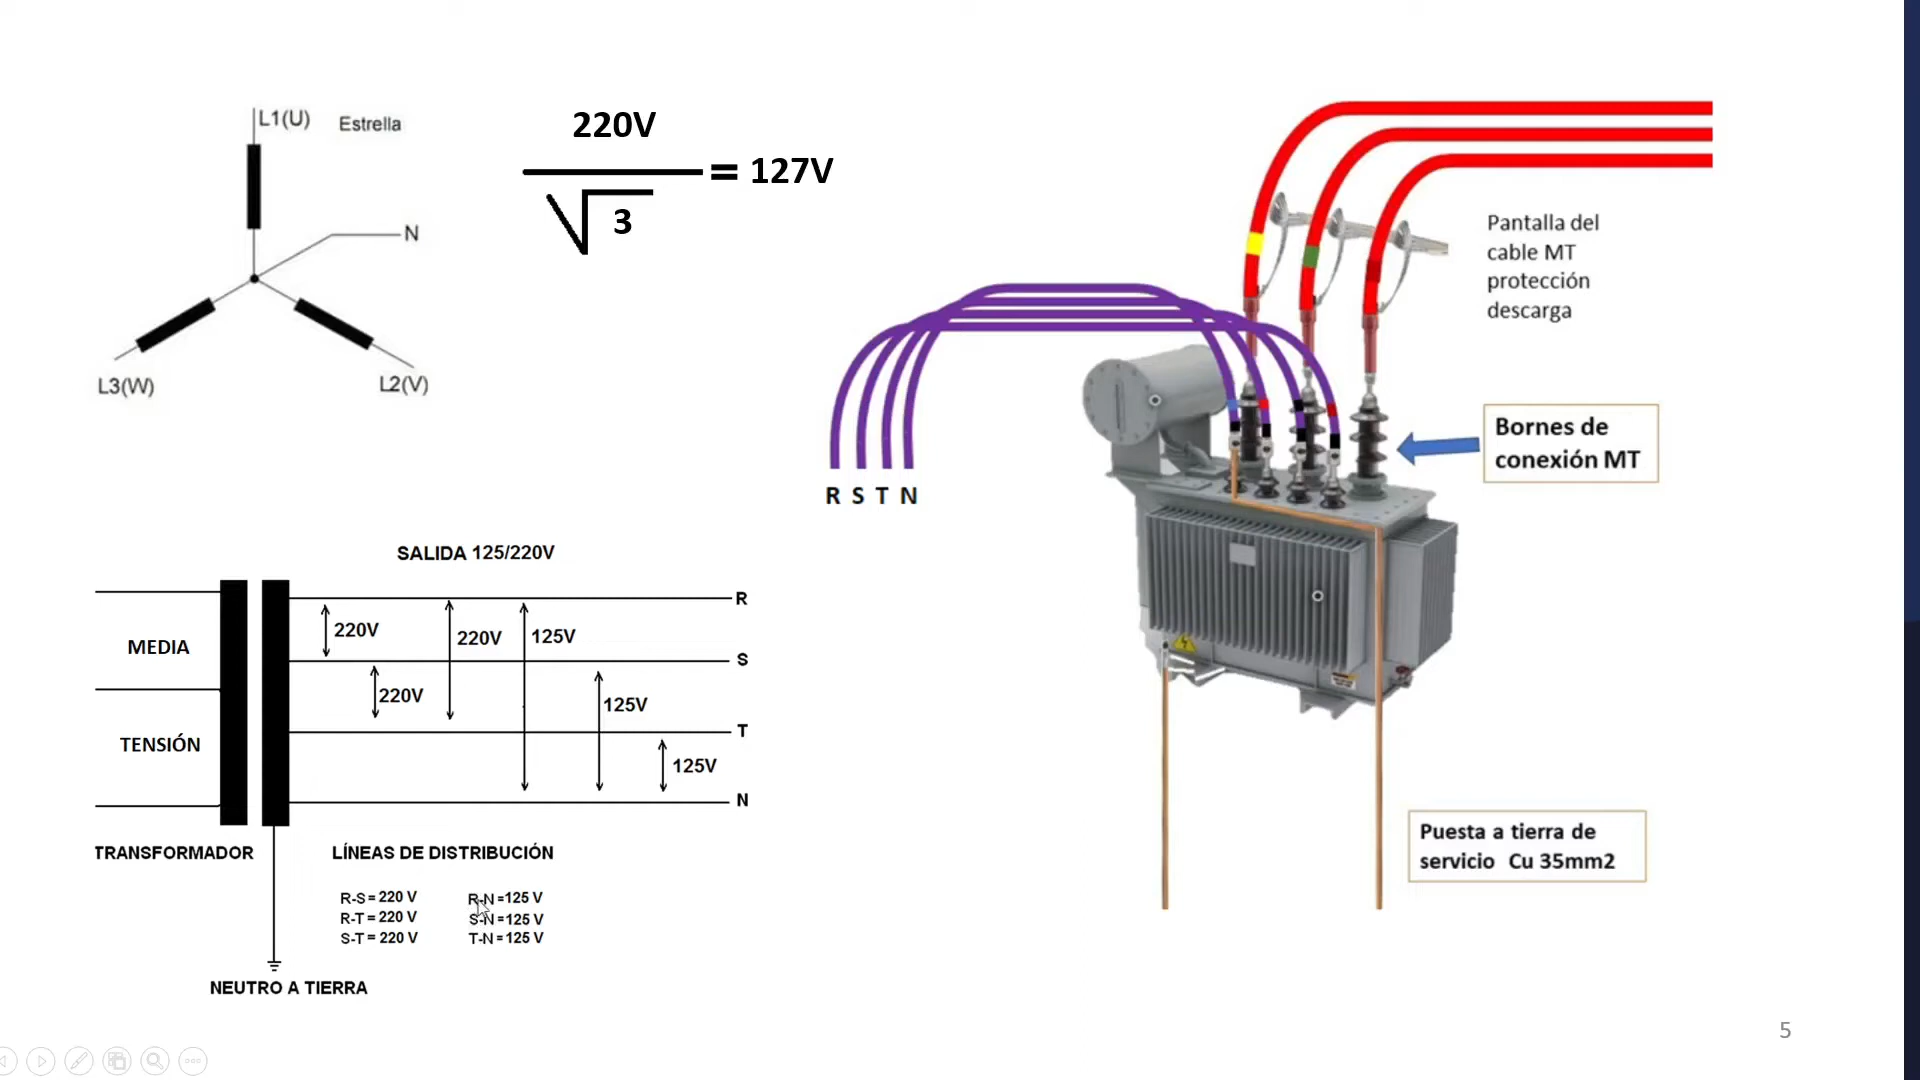 L1(U)
Estrella
N
L3(W)
L2(V)
220V
√3
= 127V
Pantalla del
cable MT
protección
descarga
R S T N
Bornes de
conexión MT
SALIDA 125/220V
R
220V
220V
125V
MEDIA
S
220V
125V
T
TENSIÓN
125V
N
TRANSFORMADOR
LÍNEAS DE DISTRIBUCIÓN
R-S = 220 V
R-N = 125 V
R-T = 220 V
S-N = 125 V
S-T = 220 V
T-N = 125 V
NEUTRO A TIERRA
Puesta a tierra de
servicio Cu 35mm2
5